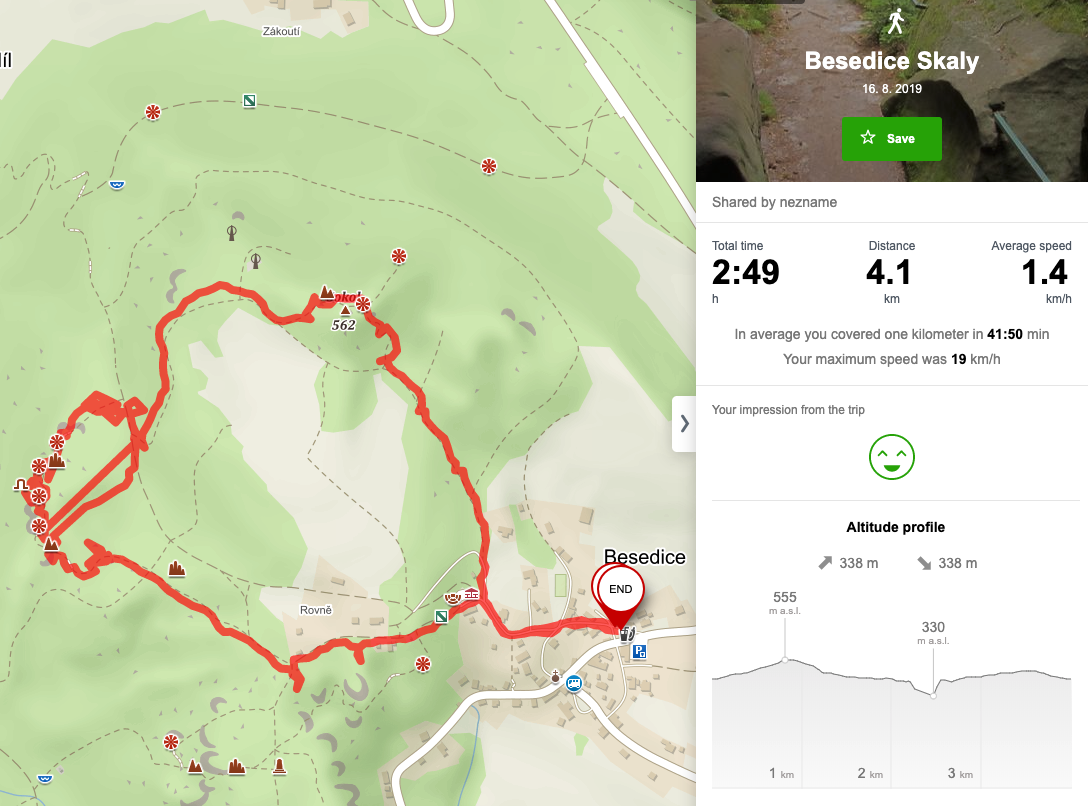 Zákoutí
562
Rovně
Besedice
END
P
Besedice Skaly
16. 8. 2019
Save
Shared by nezname
Total time
Distance
Average speed
2:49
4.1
1.4
h
km
km/h
In average you covered one kilometer in 41:50 min
Your maximum speed was 19 km/h
Your impression from the trip
Altitude profile
338 m
338 m
555
m a.s.l.
330
m a.s.l.
1 km
2 km
3 km